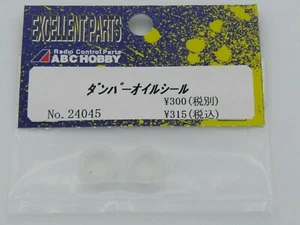 EXCELLENT PARTS
Radio Control Parts
ABC HOBBY
ダンパーオイルシール
¥300(税別)
No.24045
¥315(税込)